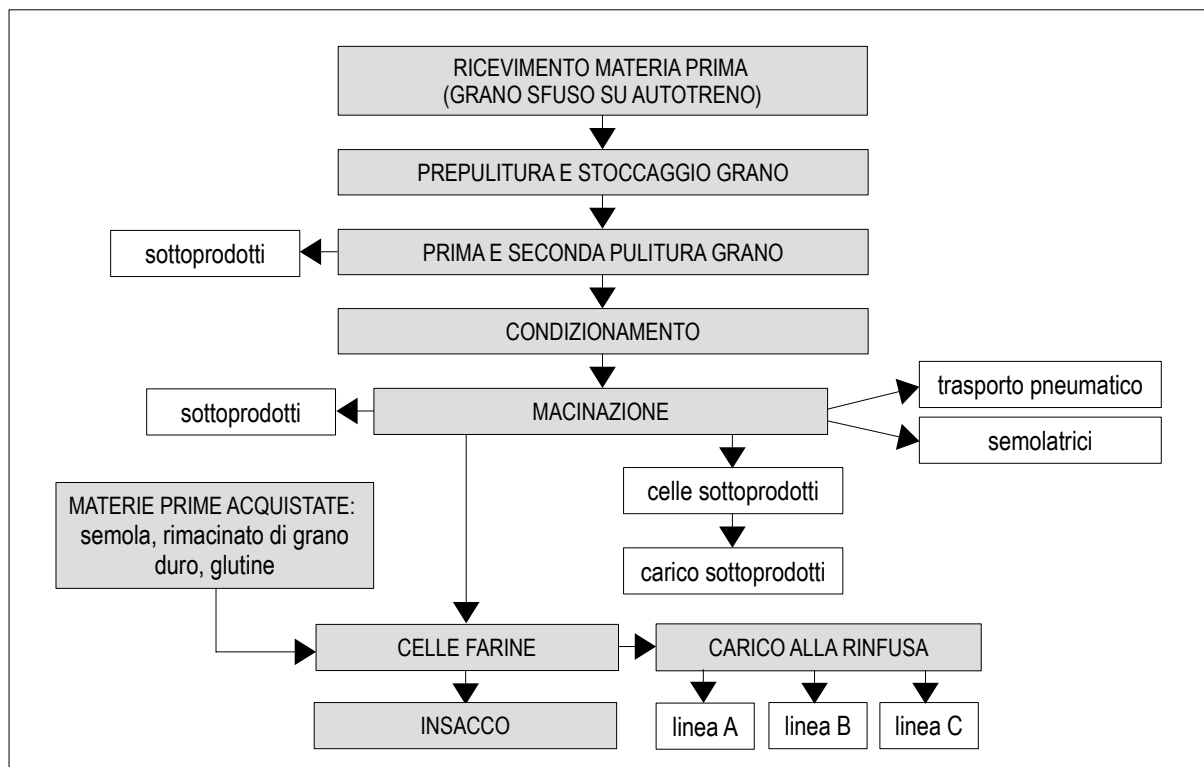 RICEVIMENTO MATERIA PRIMA
(GRANO SFUSO SU AUTOTRENO)
PREPULITURA E STOCCAGGIO GRANO
sottoprodotti
PRIMA E SECONDA PULITURA GRANO
CONDIZIONAMENTO
trasporto pneumatico
sottoprodotti
MACINAZIONE
semolatrici
celle sottoprodotti
MATERIE PRIME ACQUISTATE:
semola, rimacinato di grano
duro, glutine
carico sottoprodotti
CELLE FARINE
CARICO ALLA RINFUSA
INSACCO
linea A
linea B
linea C